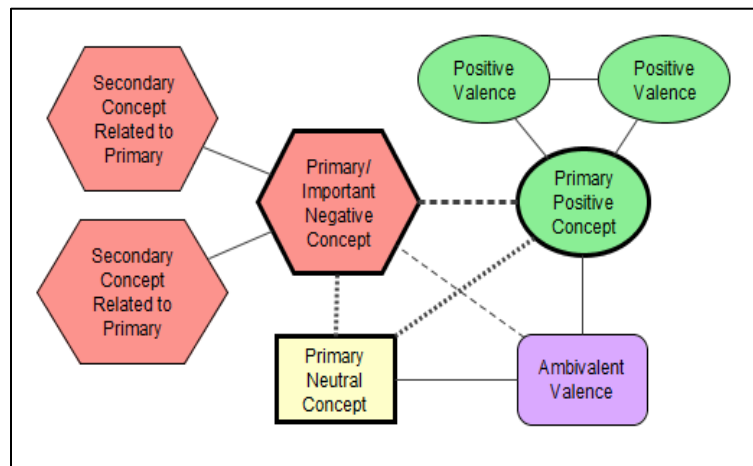 Secondary
Concept
Related to
Primary
Positive
Valence
Positive
Valence
Primary/
Important
Negative
Concept
Primary
Positive
Concept
Secondary
Concept
Related to
Primary
Primary
Neutral
Concept
Ambivalent
Valence